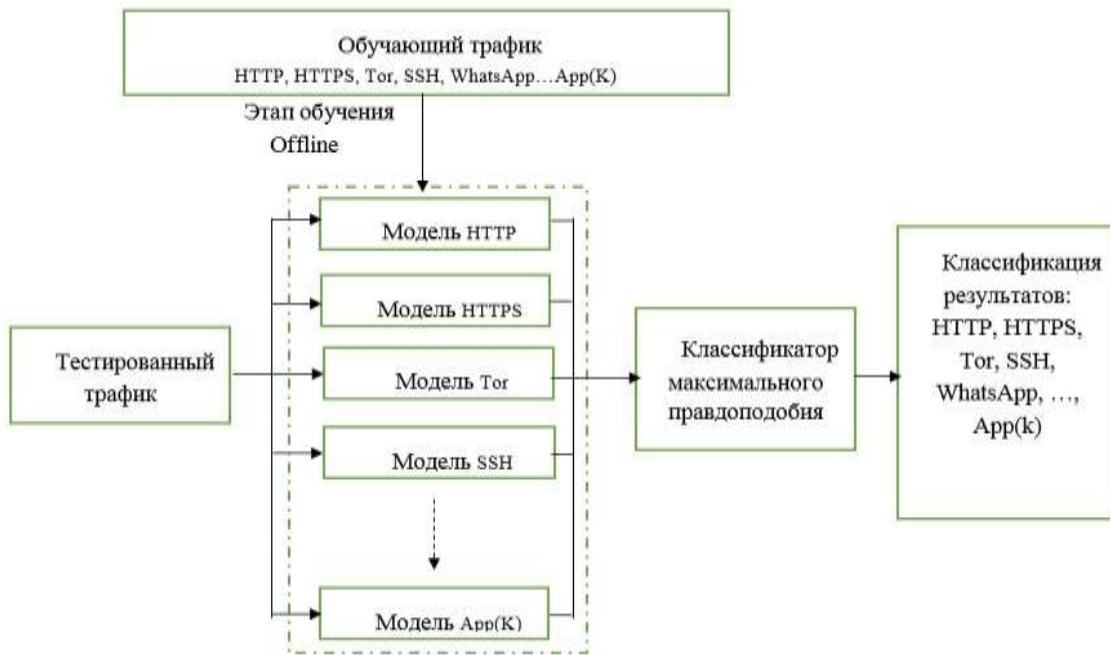 Обучающий трафик
HTTP, HTTPS, Tor, SSH, WhatsApp...App(K)
Этап обучения
Offline
Модель HTTP
Модель HTTPS
Модель Tor
Модель SSH
Модель App(K)
Тестированный
трафик
Классификатор
максимального
правдоподобия
Классификация
результатов:
HTTP, HTTPS,
Tor, SSH,
WhatsApp, ...,
App(k)